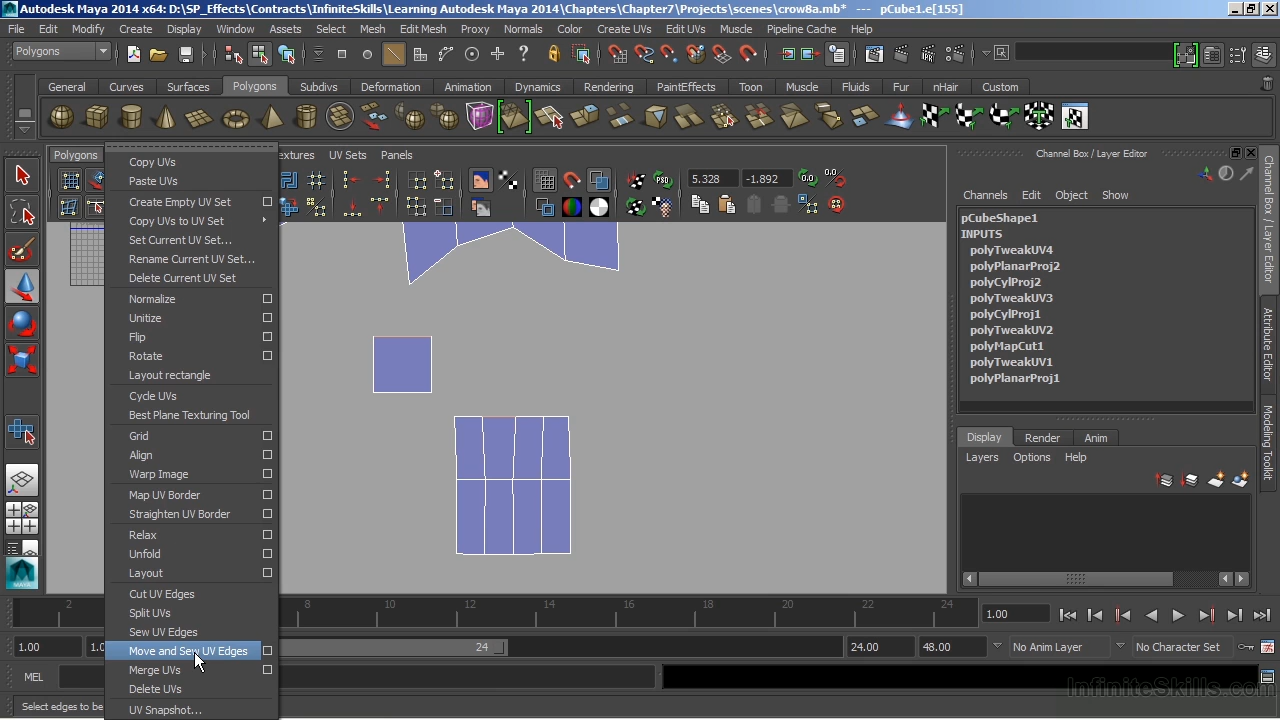 Autodesk Maya 2014 x64: D:\SP_Effects\Contracts\InfiniteSkills\Learning Autodesk Maya 2014\Chapters\Chapter7\Projects\scenes\crow8a.mb* --- pCube1.e[155]
File Edit Modify Create Display Window Assets Select Mesh Edit Mesh Proxy Normals Color Create UVs Edit UVs Muscle Pipeline Cache Help
Polygons
General Curves Surfaces Polygons Subdivs Deformation Animation Dynamics Rendering PaintEffects Toon Muscle Fluids Fur nHair Custom
Polygons
extures UV Sets Panels
5.328 -1.892
Copy UVs
Paste UVs
Create Empty UV Set
Copy UVs to UV Set
Set Current UV Set...
Rename Current UV Set...
Delete Current UV Set
Normalize
Unitize
Flip
Rotate
Layout rectangle
Cycle UVs
Best Plane Texturing Tool
Grid
Align
Warp Image
Map UV Border
Straighten UV Border
Relax
Unfold
Layout
Cut UV Edges
Split UVs
Sew UV Edges
Move and Sew UV Edges
Merge UVs
Delete UVs
UV Snapshot...
Channel Box / Layer Editor
Channels Edit Object Show
pCubeShape1
INPUTS
polyTweakUV4
polyPlanarProj2
polyCylProj2
polyTweakUV3
polyCylProj1
polyTweakUV2
polyMapCut1
polyTweakUV1
polyPlanarProj1
Display Render Anim
Layers Options Help
Channel Box / Layer Editor
Attribute Editor
Modeling Toolkit
2 8 10 12 14 16 18 20 22 24
1.00
1.00 1.0 24 24.00 48.00 No Anim Layer No Character Set
MEL
Select edges to be
InfiniteSkills.com